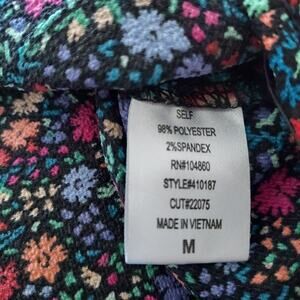 SELF
98% POLYESTER
2%SPANDEX
RN#104860
STYLE#410187
CUT#22075
MADE IN VIETNAM
M